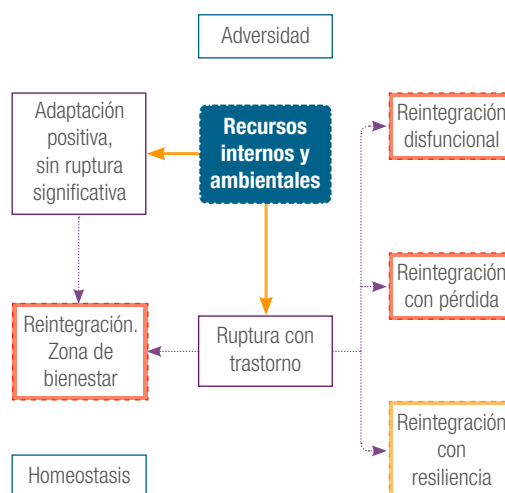 Adversidad
Adaptación
positiva,
sin ruptura
significativa
Recursos
internos y
ambientales
Reintegración
disfuncional
Reintegración
con pérdida
Reintegración.
Zona de
bienestar
Ruptura con
trastorno
Reintegración
con
resiliencia
Homeostasis